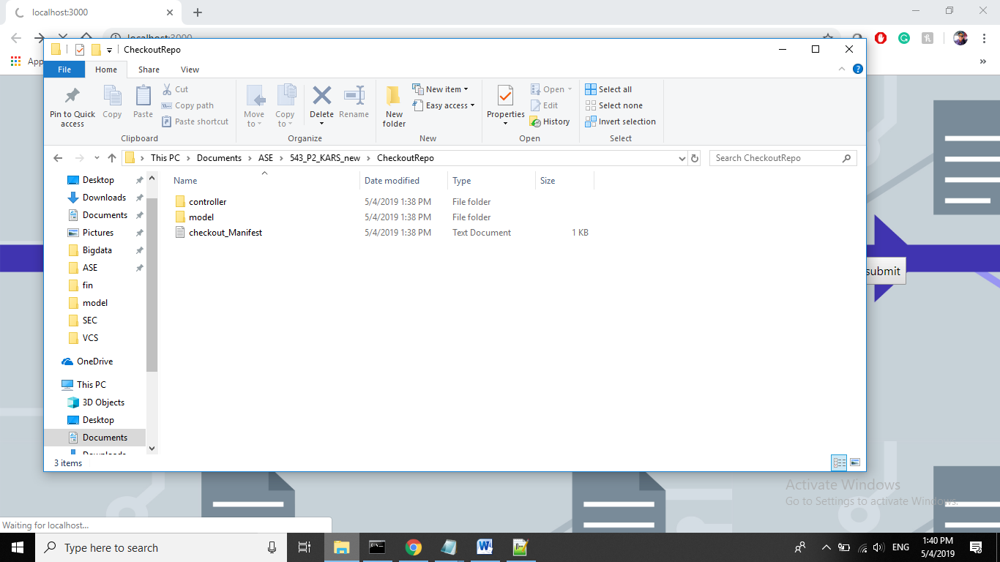 localhost:3000
localhost:3000
App
CheckoutRepo
File Home Share View
Pin to Quick access
Copy
Paste
Cut
Copy path
Paste shortcut
Clipboard
Move to
Copy to
Delete
Rename
Organize
New folder
New item
Easy access
New
Properties
Open
Edit
History
Open
Select all
Select none
Invert selection
Select
This PC > Documents > ASE > 543_P2_KARS_new > CheckoutRepo
Search CheckoutRepo
Name Date modified Type Size
controller 5/4/2019 1:38 PM File folder
model 5/4/2019 1:38 PM File folder
checkout_Manifest 5/4/2019 1:38 PM Text Document 1 KB
Desktop
Downloads
Documents
Pictures
Bigdata
ASE
fin
model
SEC
VCS
OneDrive
This PC
3D Objects
Desktop
Documents
Downloads
3 items
submit
Activate Windows
Go to Settings to activate Windows.
Waiting for localhost...
Type here to search
ENG
1:40 PM
5/4/2019